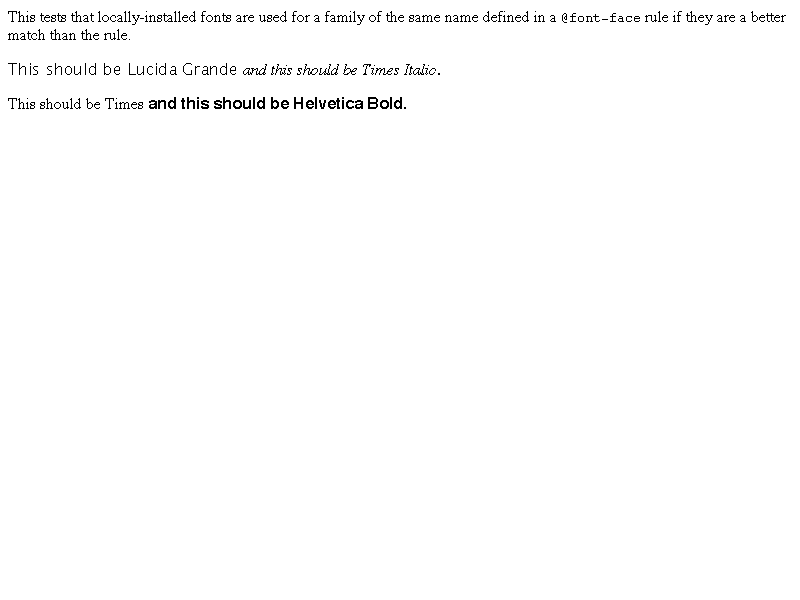 This tests that locally-installed fonts are used for a family of the same name defined in a @font-face rule if they are a better
match than the rule.
This should be Lucida Grande and this should be Times Italic.
This should be Times and this should be Helvetica Bold.